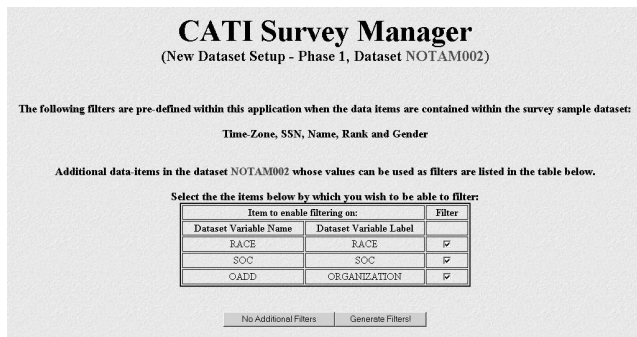 CATI Survey Manager
(New Dataset Setup - Phase 1, Dataset NOTAM002)
The following filters are pre-defined within this application when the data items are contained within the survey sample dataset:
Time-Zone, SSN, Name, Rank and Gender
Additional data-items in the dataset NOTAM002 whose values can be used as filters are listed in the table below.
Select the the items below by which you wish to be able to filter:
Item to enable filtering on: Filter
Dataset Variable Name Dataset Variable Label
RACE RACE
SOC SOC
OADD ORGANIZATION
No Additional Filters Generate Filters!